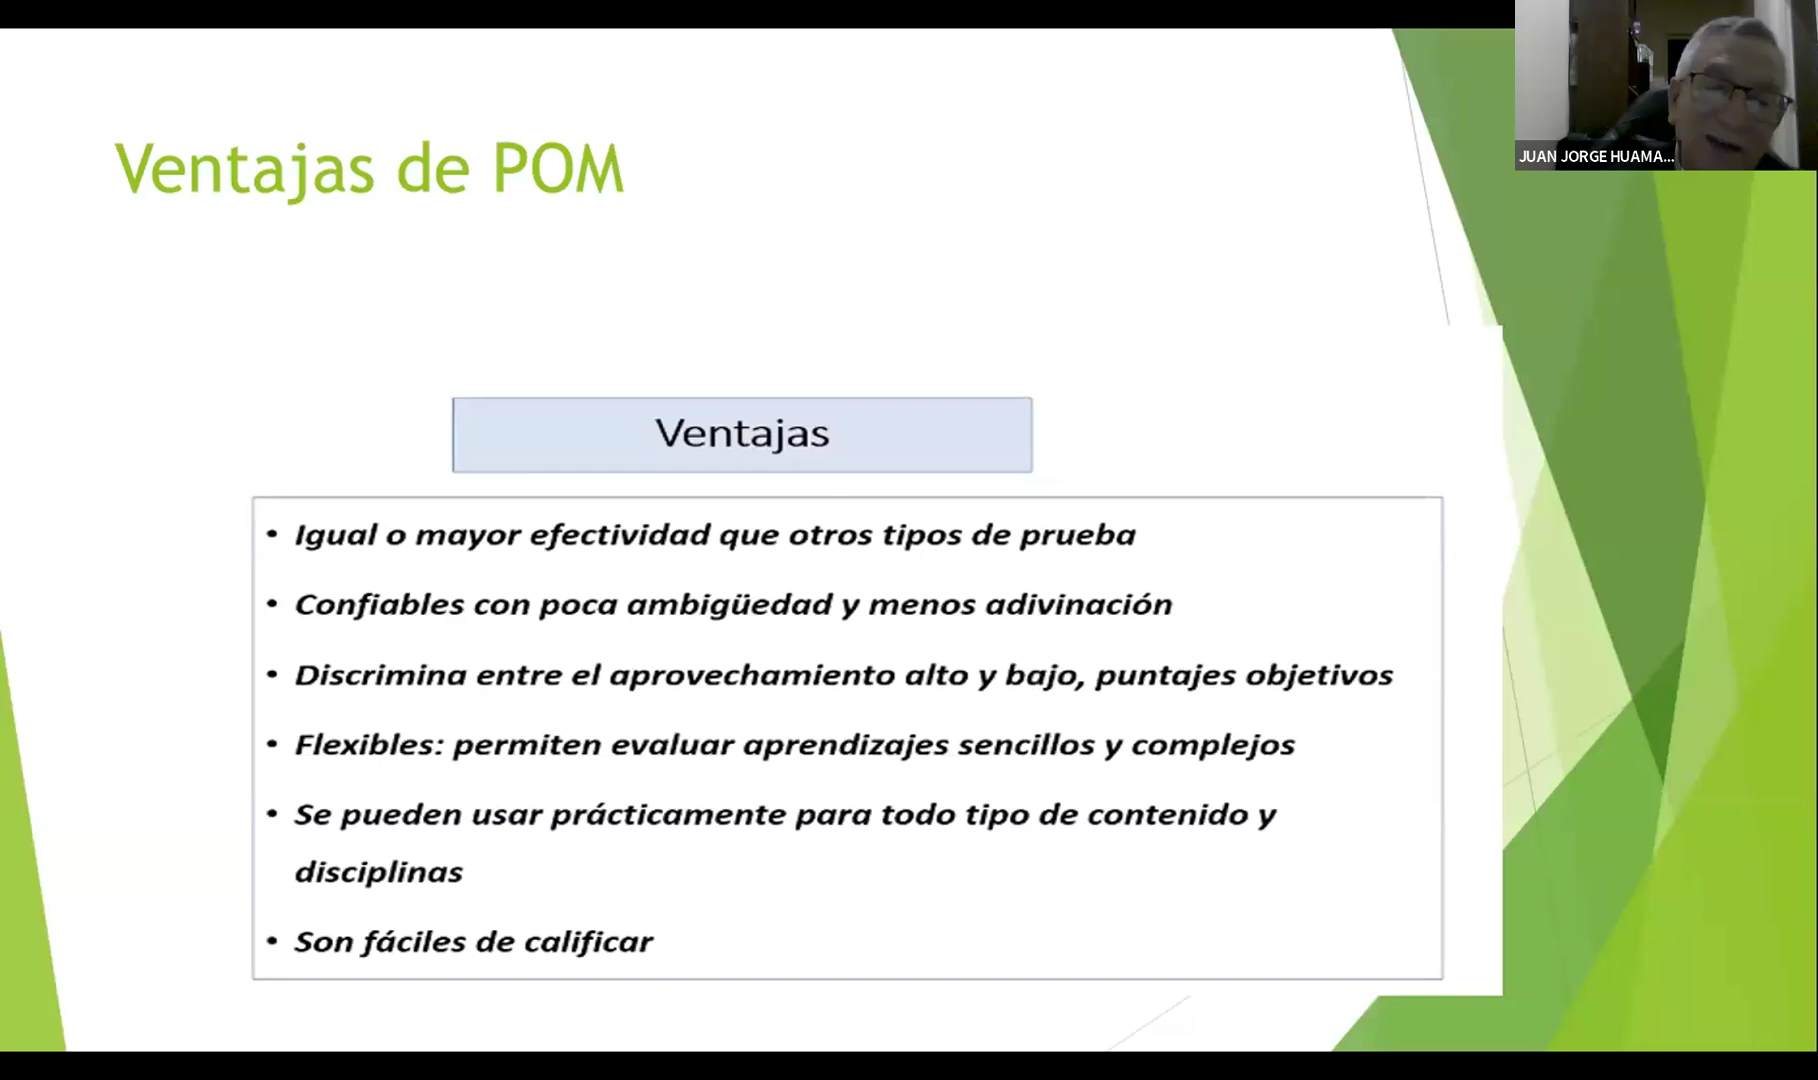 JUAN JORGE HUAMA...
Ventajas de POM
Ventajas
• Igual o mayor efectividad que otros tipos de prueba
• Confiables con poca ambigüedad y menos adivinación
• Discrimina entre el aprovechamiento alto y bajo, puntajes objetivos
• Flexibles: permiten evaluar aprendizajes sencillos y complejos
• Se pueden usar prácticamente para todo tipo de contenido y
disciplinas
• Son fáciles de calificar